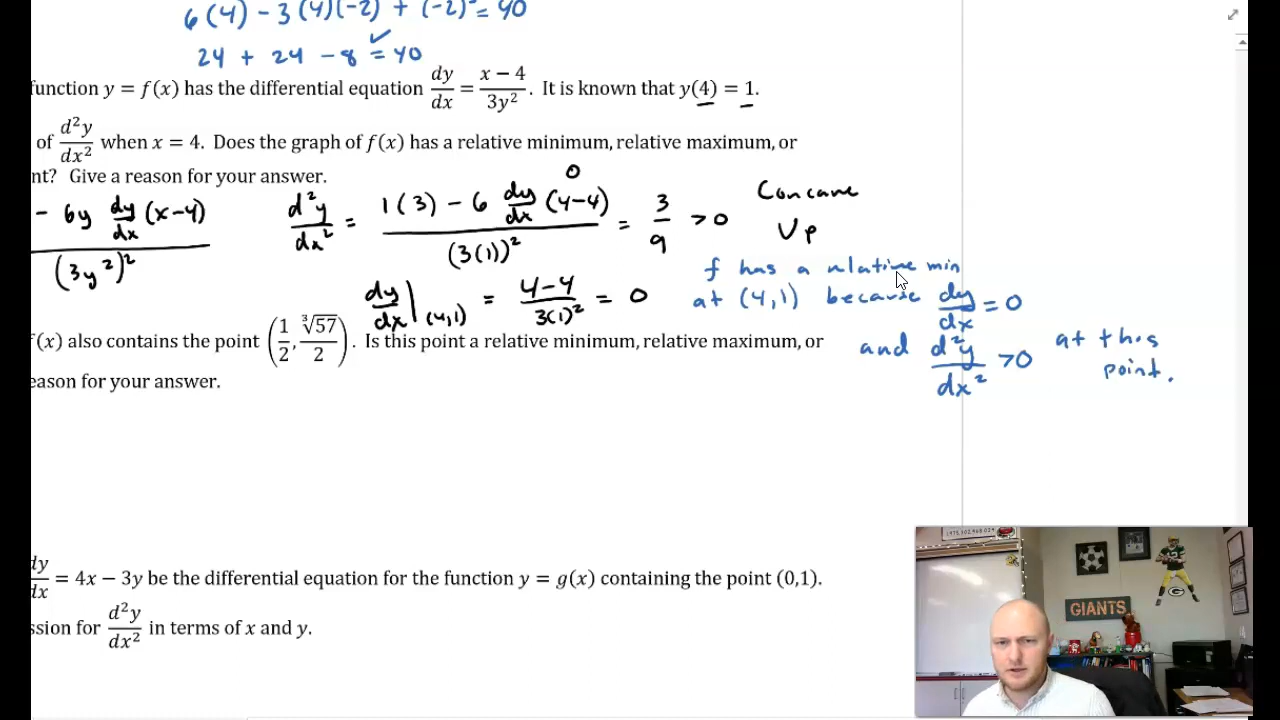 6(4) - 3(4)(-2) + (-2)³ = 40
24 + 24 - 8 = 40 ✓
function y = f(x) has the differential equation dy/dx = (x - 4)/(3y²). It is known that y(4) = 1.
of d²y/dx² when x = 4. Does the graph of f(x) has a relative minimum, relative maximum, or
nt? Give a reason for your answer.
- 6y dy/dx (x-4) / (3y²)²
d²y/dx² = (1(3) - 6 dy/dx (4-4))/(3(1))² = 3/9 > 0
0
Concave
Up
f has a relative min
at (4,1) because dy/dx = 0
and d²y/dx² > 0 at this
point.
dy/dx |(4,1) = (4-4)/(3(1)²) = 0
f(x) also contains the point (1/2, ∛57/2). Is this point a relative minimum, relative maximum, or
eason for your answer.
dy/dx = 4x - 3y be the differential equation for the function y = g(x) containing the point (0,1).
ssion for d²y/dx² in terms of x and y.
GIANTS
G